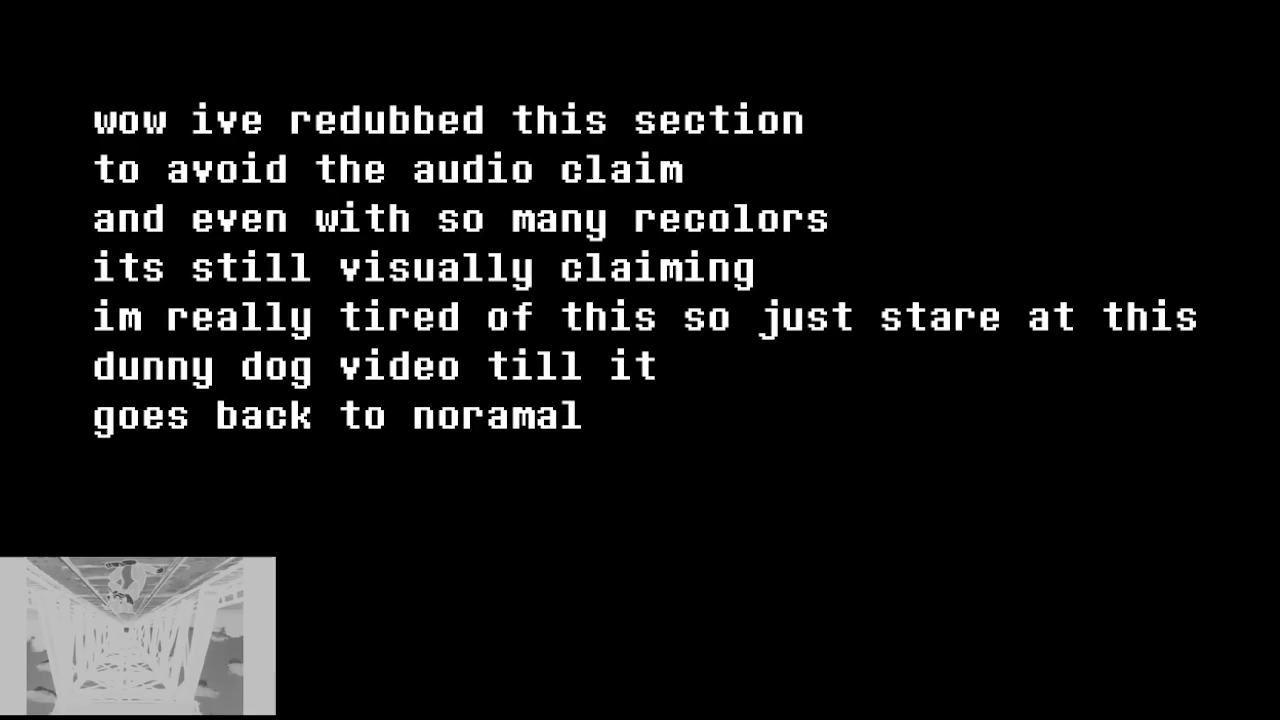 wow ive redubbed this section
to avoid the audio claim
and even with so many recolors
its still visually claiming
im really tired of this so just stare at this
dunny dog video till it
goes back to noramal